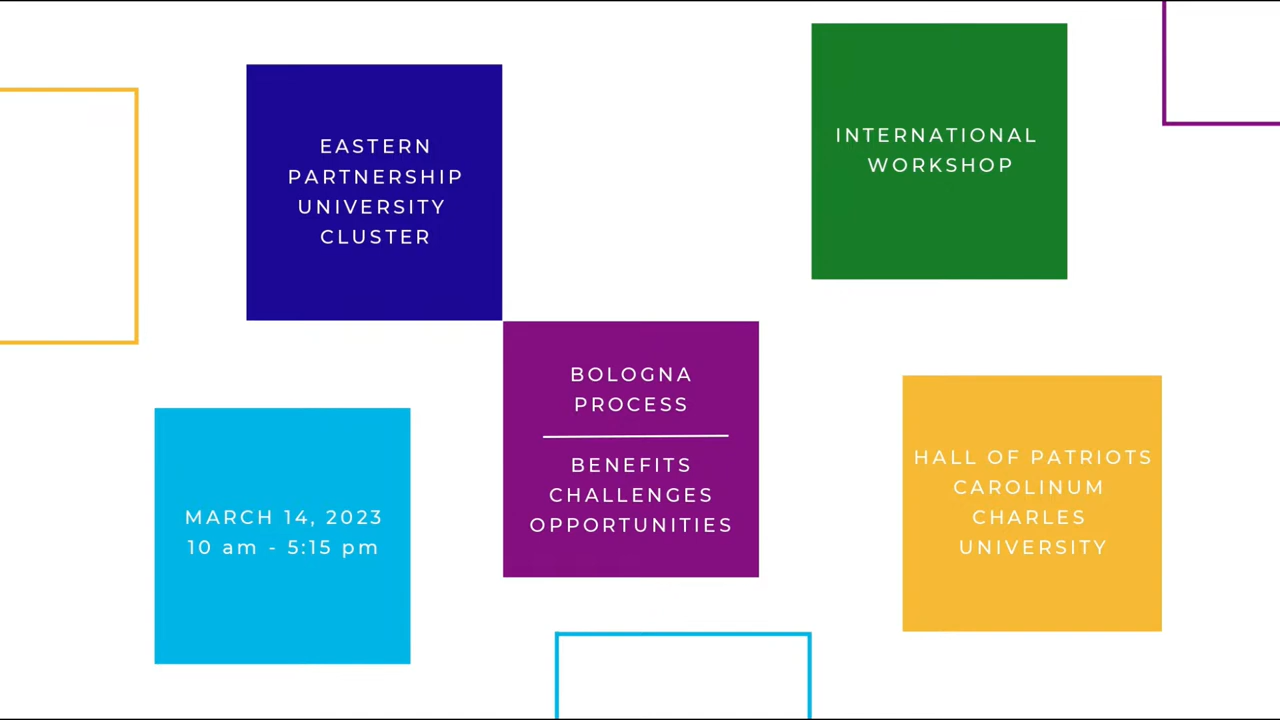 EASTERN
PARTNERSHIP
UNIVERSITY
CLUSTER
INTERNATIONAL
WORKSHOP
BOLOGNA
PROCESS
BENEFITS
CHALLENGES
OPPORTUNITIES
MARCH 14, 2023
10 am - 5:15 pm
HALL OF PATRIOTS
CAROLINUM
CHARLES
UNIVERSITY